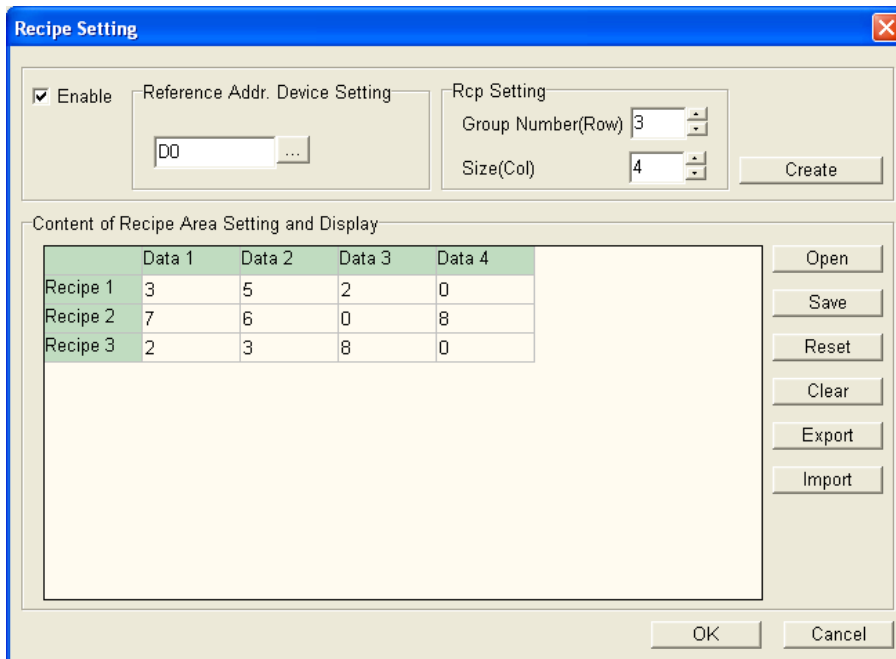 Recipe Setting
Enable
Reference Addr. Device Setting
D0
...
Rcp Setting
Group Number(Row) 3
Size(Col) 4
Create
Content of Recipe Area Setting and Display
Data 1 Data 2 Data 3 Data 4
Recipe 1 3 5 2 0
Recipe 2 7 6 0 8
Recipe 3 2 3 8 0
Open
Save
Reset
Clear
Export
Import
OK Cancel